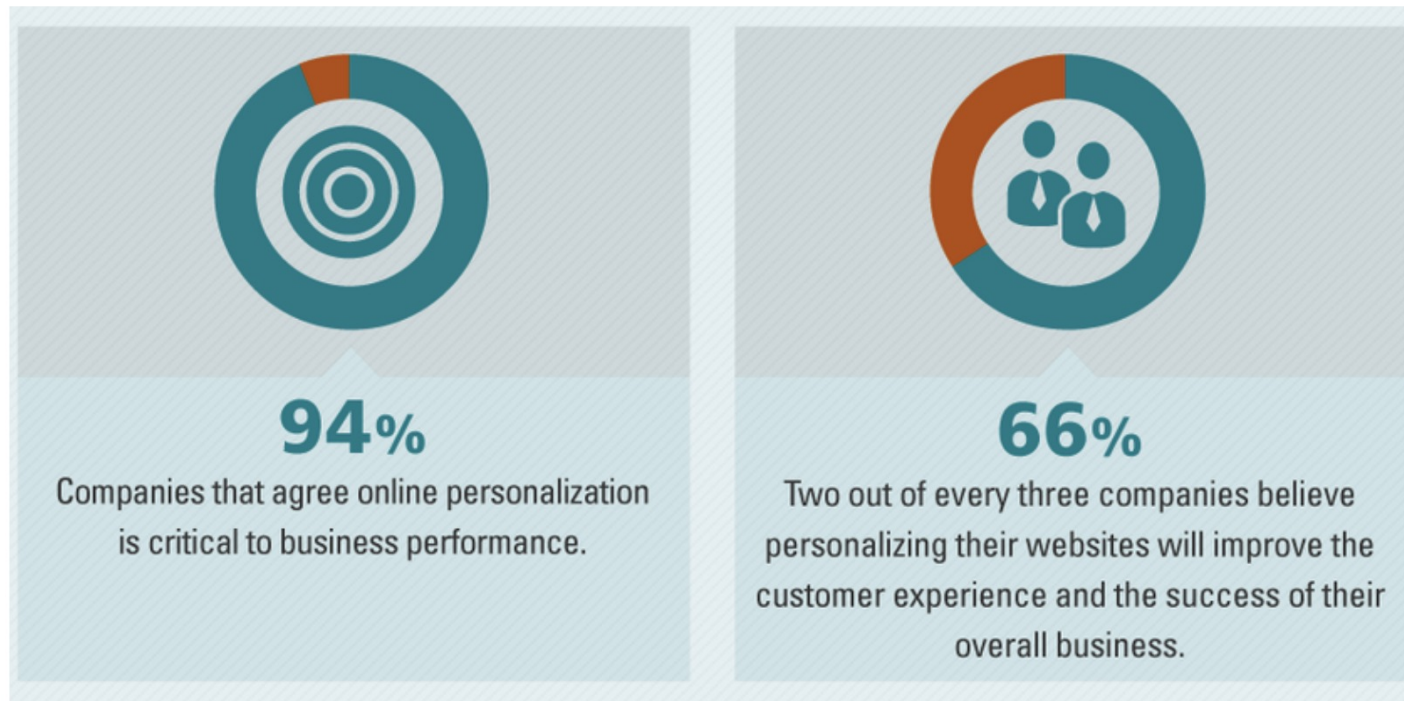 94%
Companies that agree online personalization
is critical to business performance.
66%
Two out of every three companies believe
personalizing their websites will improve the
customer experience and the success of their
overall business.